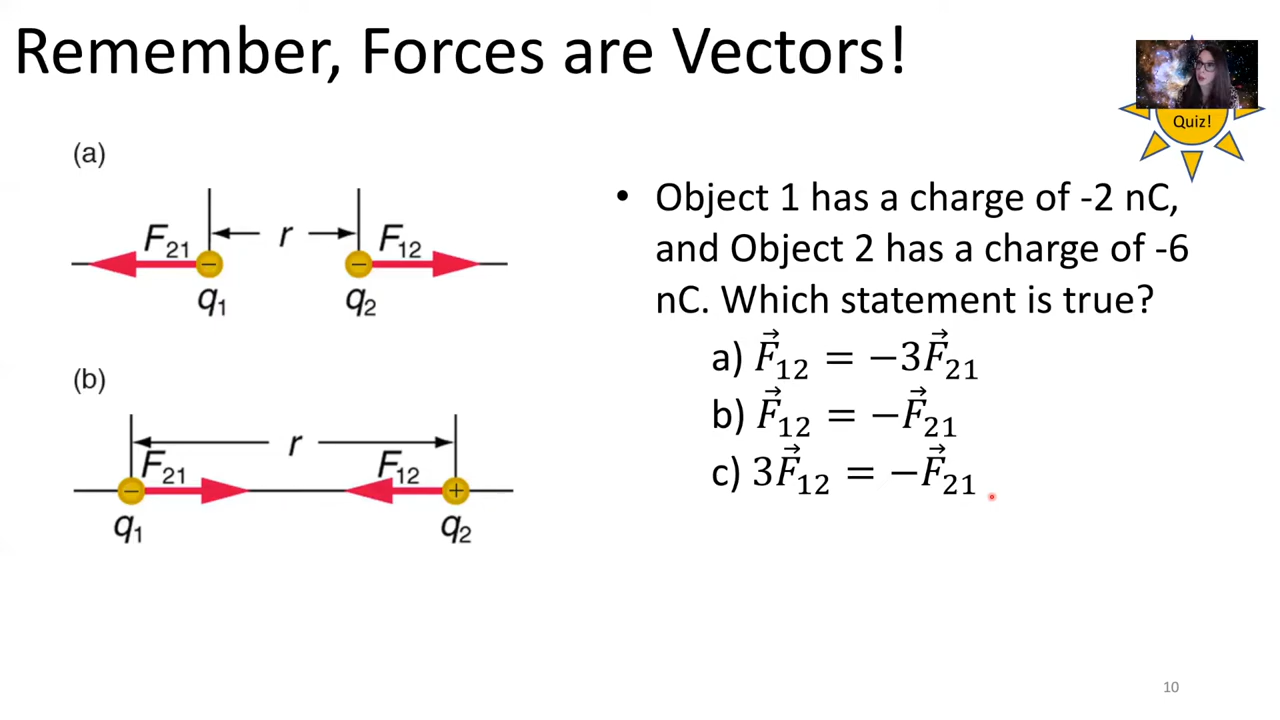 Remember, Forces are Vectors!
Quiz!
(a)
F21 r F12
q1 q2
(b)
r
F21 F12
q1 q2
• Object 1 has a charge of -2 nC,
and Object 2 has a charge of -6
nC. Which statement is true?
a) F⃗12 = −3F⃗21
b) F⃗12 = −F⃗21
c) 3F⃗12 = −F⃗21
10